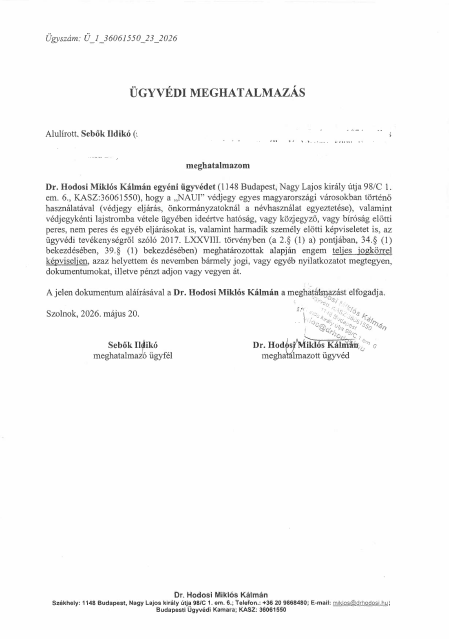 Ügyszám: Ü_1_36061550_23_2026
ÜGYVÉDI MEGHATALMAZÁS
Alulírott, Sebők Ildikó (:
meghatalmazom
Dr. Hodosi Miklós Kálmán egyéni ügyvédet (1148 Budapest, Nagy Lajos király útja 98/C 1.
em. 6., KASZ:36061550), hogy a „NAUI” védjegy egyes magyarországi városokban történő
használatával (védjegy eljárás, önkormányzatoknál a névhasználat egyeztetése), valamint
védjegykénti lajstromba vétele ügyében ideértve hatóság, vagy közjegyző, vagy bíróság előtti
peres, nem peres és egyéb eljárásokat is, valamint harmadik személy előtti képviseletet is, az
ügyvédi tevékenységről szóló 2017. LXXVIII. törvényben (a 2.§ (1) a) pontjában, 34.§ (1)
bekezdésében, 39.§ (1) bekezdésében) meghatározottak alapján engem teljes jogkörrel
képviseljen, azaz helyettem és nevemben bármely jogi, vagy egyéb nyilatkozatot megtegyen,
dokumentumokat, illetve pénzt adjon vagy vegyen át.
A jelen dokumentum aláírásával a Dr. Hodosi Miklós Kálmán a meghatalmazást elfogadja.
Szolnok, 2026. május 20.
Sebők Ildikó
meghatalmazó ügyfél
Dr. Hodosi Miklós Kálmán
meghatalmazott ügyvéd
Dr. Hodosi Miklós Kálmán
Székhely: 1148 Budapest, Nagy Lajos király útja 98/C 1. em. 6.; Telefon.: +36 20 9868480; E-mail: miklos@drhodosi.hu;
Budapesti Ügyvédi Kamara; KASZ: 36061550